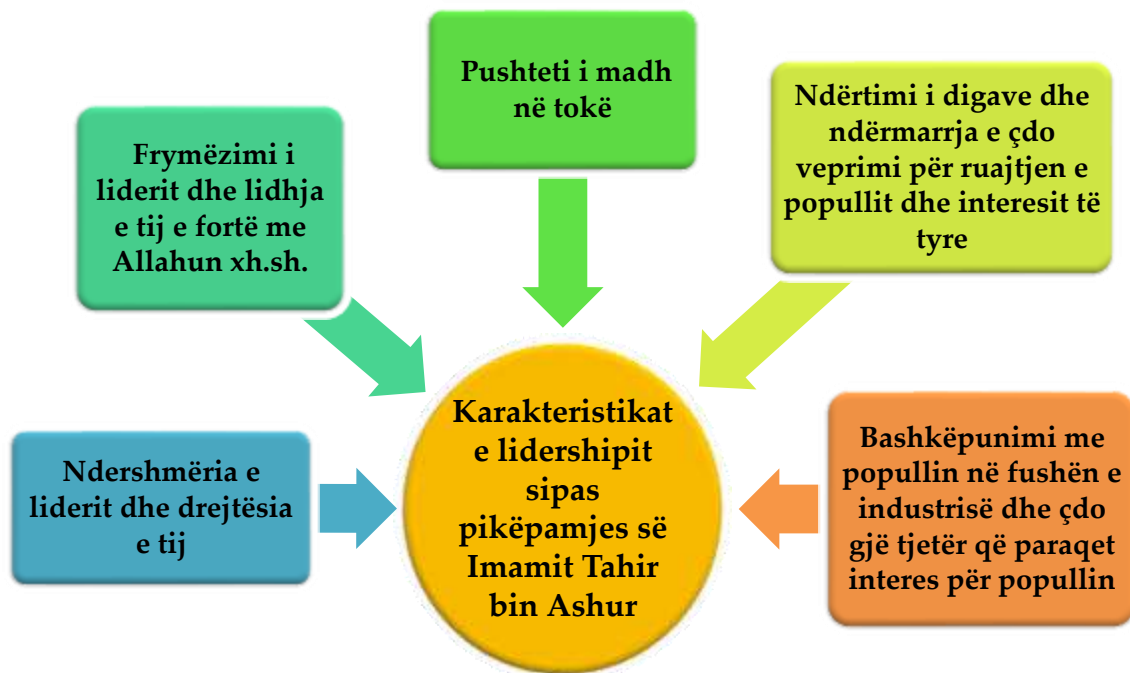 Pushteti i madh
në tokë
Frymëzimi i
liderit dhe lidhja
e tij e fortë me
Allahun xh.sh.
Ndërtimi i digave dhe
ndërmarrja e çdo
veprimi për ruajtjen e
popullit dhe interesit të
tyre
Ndershmëria e
liderit dhe drejtësia
e tij
Karakteristikat
e lidershipit
sipas
pikëpamjes së
Imamit Tahir
bin Ashur
Bashkëpunimi me
popullin në fushën e
industrisë dhe çdo
gjë tjetër që paraqet
interes për popullin